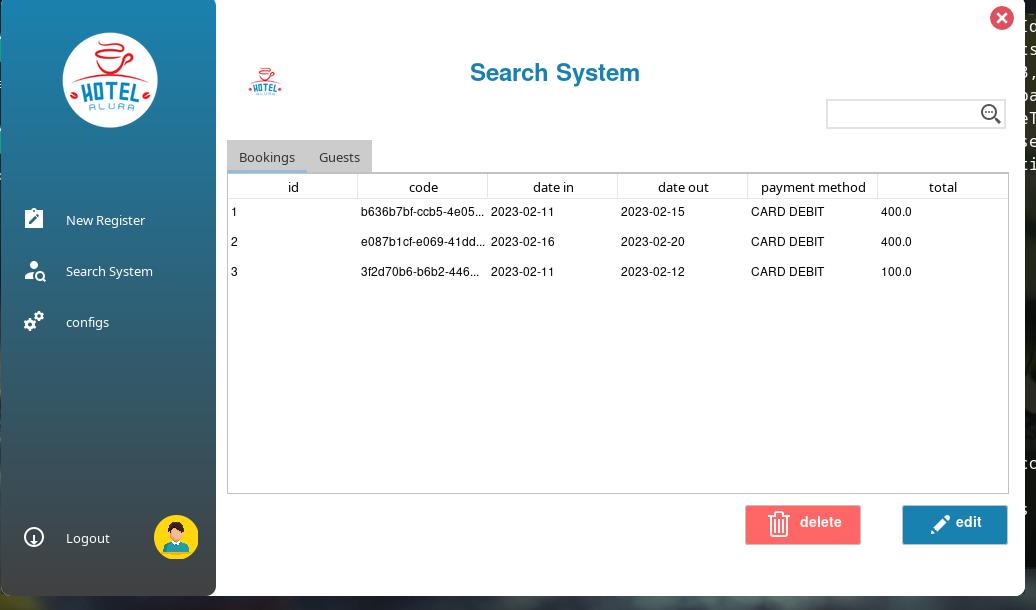 HOTEL
ALURA
New Register
Search System
configs
Logout
HOTEL
ALURA
Search System
Bookings Guests
id code date in date out payment method total
1 b636b7bf-ccb5-4e05... 2023-02-11 2023-02-15 CARD DEBIT 400.0
2 e087b1cf-e069-41dd... 2023-02-16 2023-02-20 CARD DEBIT 400.0
3 3f2d70b6-b6b2-446... 2023-02-11 2023-02-12 CARD DEBIT 100.0
delete edit